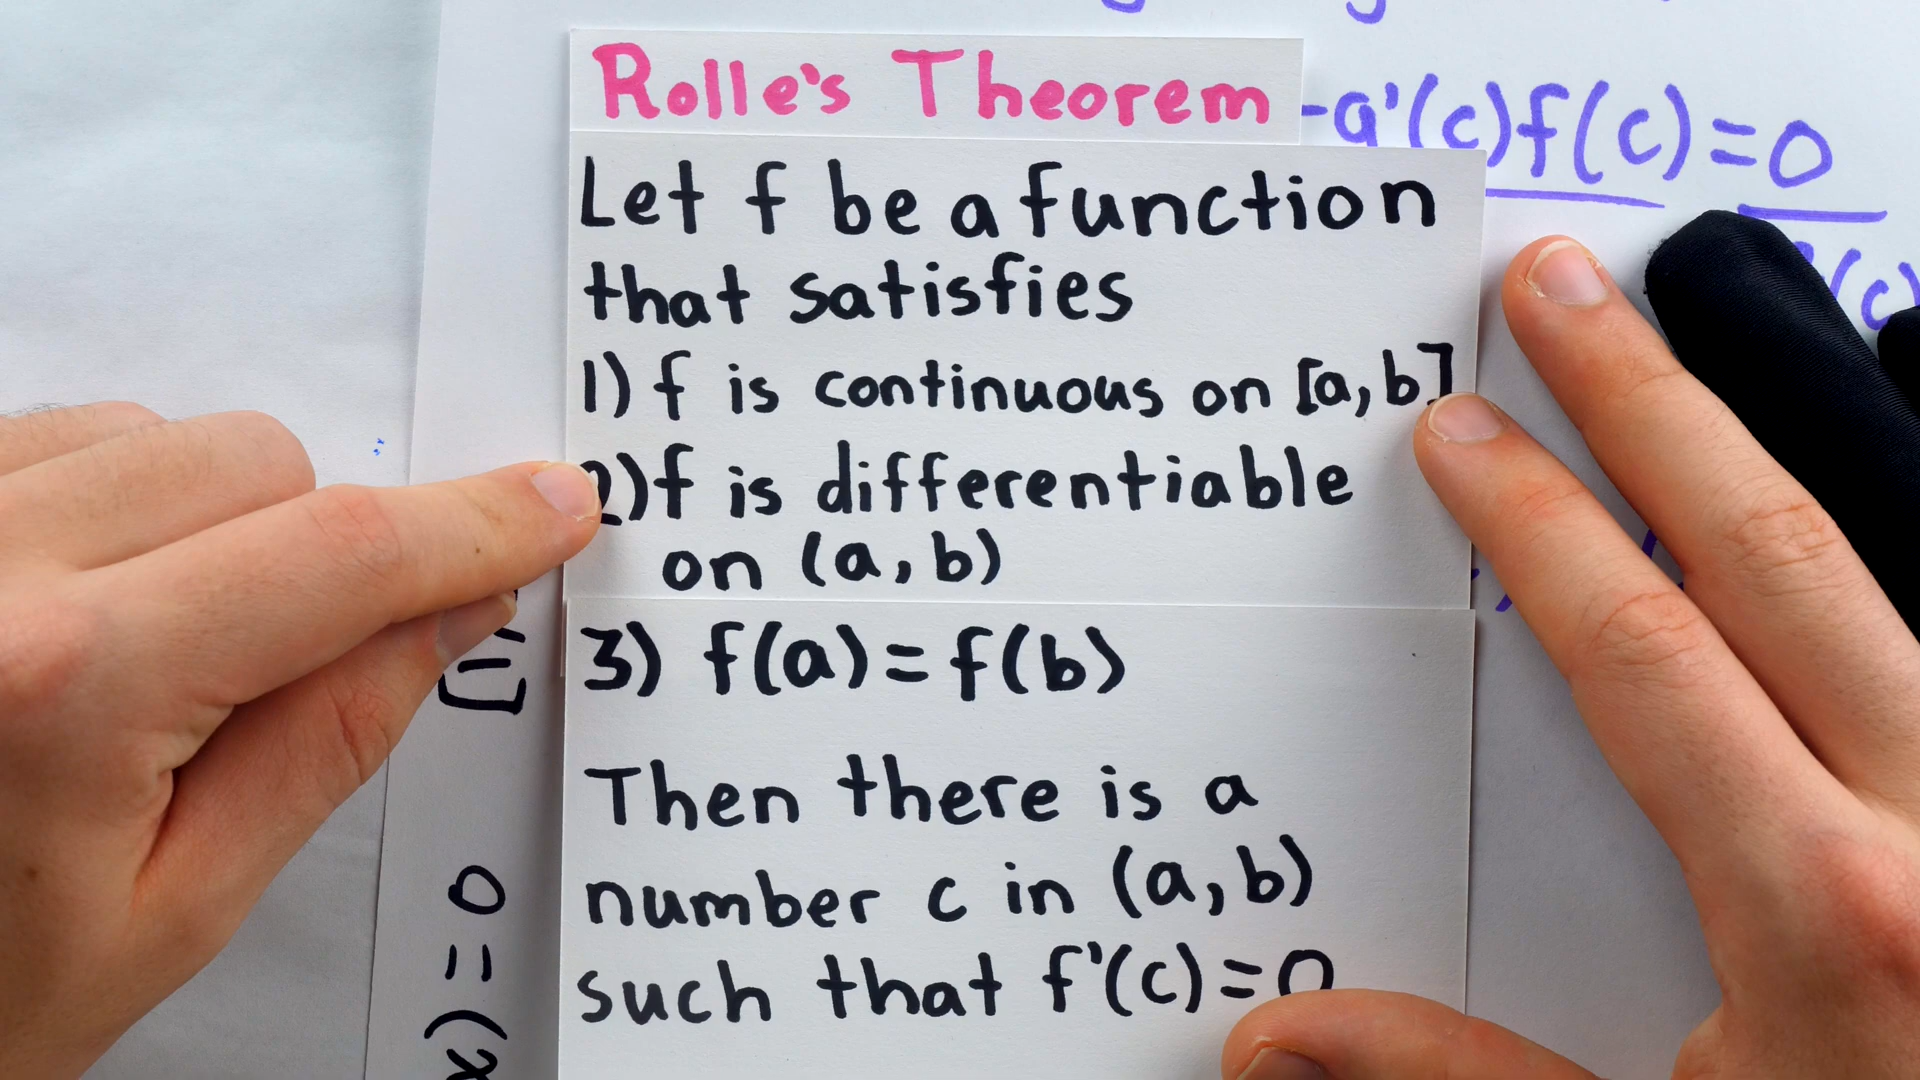 Rolle's Theorem
Let f be a function
that satisfies
1) f is continuous on [a,b]
2) f is differentiable
on (a,b)
3) f(a)=f(b)
Then there is a
number c in (a,b)
such that f'(c)=0
-a'(c)f(c)=0
(c)
0=(x